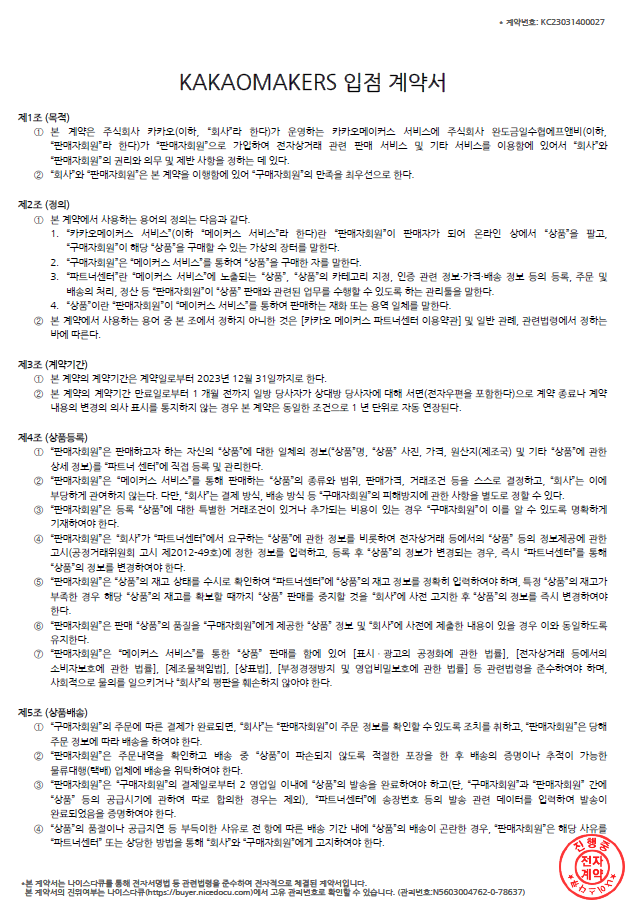 * 계약번호: KC23031400027
KAKAOMAKERS 입점 계약서
제1조 (목적)
① 본 계약은 주식회사 카카오(이하, “회사”라 한다)가 운영하는 카카오메이커스 서비스에 주식회사 완도금일수협에프앤비(이하,
“판매자회원”라 한다)가 “판매자회원”으로 가입하여 전자상거래 관련 판매 서비스 및 기타 서비스를 이용함에 있어서 “회사”와
“판매자회원”의 권리와 의무 및 제반 사항을 정하는 데 있다.
② “회사”와 “판매자회원”은 본 계약을 이행함에 있어 “구매자회원”의 만족을 최우선으로 한다.
제2조 (정의)
① 본 계약에서 사용하는 용어의 정의는 다음과 같다.
1. “카카오메이커스 서비스”(이하 “메이커스 서비스”라 한다)란 “판매자회원”이 판매자가 되어 온라인 상에서 “상품”을 팔고,
“구매자회원”이 해당 “상품”을 구매할 수 있는 가상의 장터를 말한다.
2. “구매자회원”은 “메이커스 서비스”를 통하여 “상품”을 구매한 자를 말한다.
3. “파트너센터”란 “메이커스 서비스”에 노출되는 “상품”, “상품”의 카테고리 지정, 인증 관련 정보·가격·배송 정보 등의 등록, 주문 및
배송의 처리, 정산 등 “판매자회원”이 “상품” 판매와 관련된 업무를 수행할 수 있도록 하는 관리툴을 말한다.
4. “상품”이란 “판매자회원”이 “메이커스 서비스”를 통하여 판매하는 재화 또는 용역 일체를 말한다.
② 본 계약에서 사용하는 용어 중 본 조에서 정하지 아니한 것은 [카카오 메이커스 파트너센터 이용약관] 및 일반 관례, 관련법령에서 정하는
바에 따른다.
제3조 (계약기간)
① 본 계약의 계약기간은 계약일로부터 2023년 12월 31일까지로 한다.
② 본 계약의 계약기간 만료일로부터 1 개월 전까지 일방 당사자가 상대방 당사자에 대해 서면(전자우편을 포함한다)으로 계약 종료나 계약
내용의 변경의 의사 표시를 통지하지 않는 경우 본 계약은 동일한 조건으로 1 년 단위로 자동 연장된다.
제4조 (상품등록)
① “판매자회원”은 판매하고자 하는 자신의 “상품”에 대한 일체의 정보(“상품”명, “상품” 사진, 가격, 원산지(제조국) 및 기타 “상품”에 관한
상세 정보)를 “파트너 센터”에 직접 등록 및 관리한다.
② “판매자회원”은 “메이커스 서비스”를 통해 판매하는 “상품”의 종류와 범위, 판매가격, 거래조건 등을 스스로 결정하고, “회사”는 이에
부당하게 관여하지 않는다. 다만, “회사”는 결제 방식, 배송 방식 등 “구매자회원”의 피해방지에 관한 사항을 별도로 정할 수 있다.
③ “판매자회원”은 등록 “상품”에 대한 특별한 거래조건이 있거나 추가되는 비용이 있는 경우 “구매자회원”이 이를 알 수 있도록 명확하게
기재하여야 한다.
④ “판매자회원”은 “회사”가 “파트너센터”에서 요구하는 “상품”에 관한 정보를 비롯하여 전자상거래 등에서의 “상품” 등의 정보제공에 관한
고시(공정거래위원회 고시 제2012-49호)에 정한 정보를 입력하고, 등록 후 “상품”의 정보가 변경되는 경우, 즉시 “파트너센터”를 통해
“상품”의 정보를 변경하여야 한다.
⑤ “판매자회원”은 “상품”의 재고 상태를 수시로 확인하여 “파트너센터”에 “상품”의 재고 정보를 정확히 입력하여야 하며, 특정 “상품”의 재고가
부족한 경우 해당 “상품”의 재고를 확보할 때까지 “상품” 판매를 중지할 것을 “회사”에 사전 고지한 후 “상품”의 정보를 즉시 변경하여야
한다.
⑥ “판매자회원”은 판매 “상품”의 품질을 “구매자회원”에게 제공한 “상품” 정보 및 “회사”에 사전에 제출한 내용이 있을 경우 이와 동일하도록
유지한다.
⑦ “판매자회원”은 “메이커스 서비스”를 통한 “상품” 판매를 함에 있어 [표시ㆍ광고의 공정화에 관한 법률], [전자상거래 등에서의
소비자보호에 관한 법률], [제조물책임법], [상표법], [부정경쟁방지 및 영업비밀보호에 관한 법률] 등 관련법령을 준수하여야 하며,
사회적으로 물의를 일으키거나 “회사”의 평판을 훼손하지 않아야 한다.
제5조 (상품배송)
① “구매자회원”의 주문에 따른 결제가 완료되면, “회사”는 “판매자회원”이 주문 정보를 확인할 수 있도록 조치를 취하고, “판매자회원”은 당해
주문 정보에 따라 배송을 하여야 한다.
② “판매자회원”은 주문내역을 확인하고 배송 중 “상품”이 파손되지 않도록 적절한 포장을 한 후 배송의 증명이나 추적이 가능한
물류대행(택배) 업체에 배송을 위탁하여야 한다.
③ “판매자회원”은 “구매자회원”의 결제일로부터 2 영업일 이내에 “상품”의 발송을 완료하여야 하고(단, “구매자회원”과 “판매자회원” 간에
“상품” 등의 공급시기에 관하여 따로 합의한 경우는 제외), “파트너센터”에 송장번호 등의 발송 관련 데이터를 입력하여 발송이
완료되었음을 증명하여야 한다.
④ “상품”의 품절이나 공급지연 등 부득이한 사유로 전 항에 따른 배송 기간 내에 “상품”의 배송이 곤란한 경우, “판매자회원”은 해당 사유를
“파트너센터” 또는 상당한 방법을 통해 “회사”와 “구매자회원”에게 고지하여야 한다.
진행중
전자
계약
나이스다큐
*본 계약서는 나이스다큐를 통해 전자서명법 등 관련법령을 준수하여 전자적으로 체결된 계약서입니다.
본 계약서의 진위여부는 나이스다큐(https://buyer.nicedocu.com)에서 고유 관리번호로 확인할 수 있습니다. (관리번호:N5603004762-0-78637)